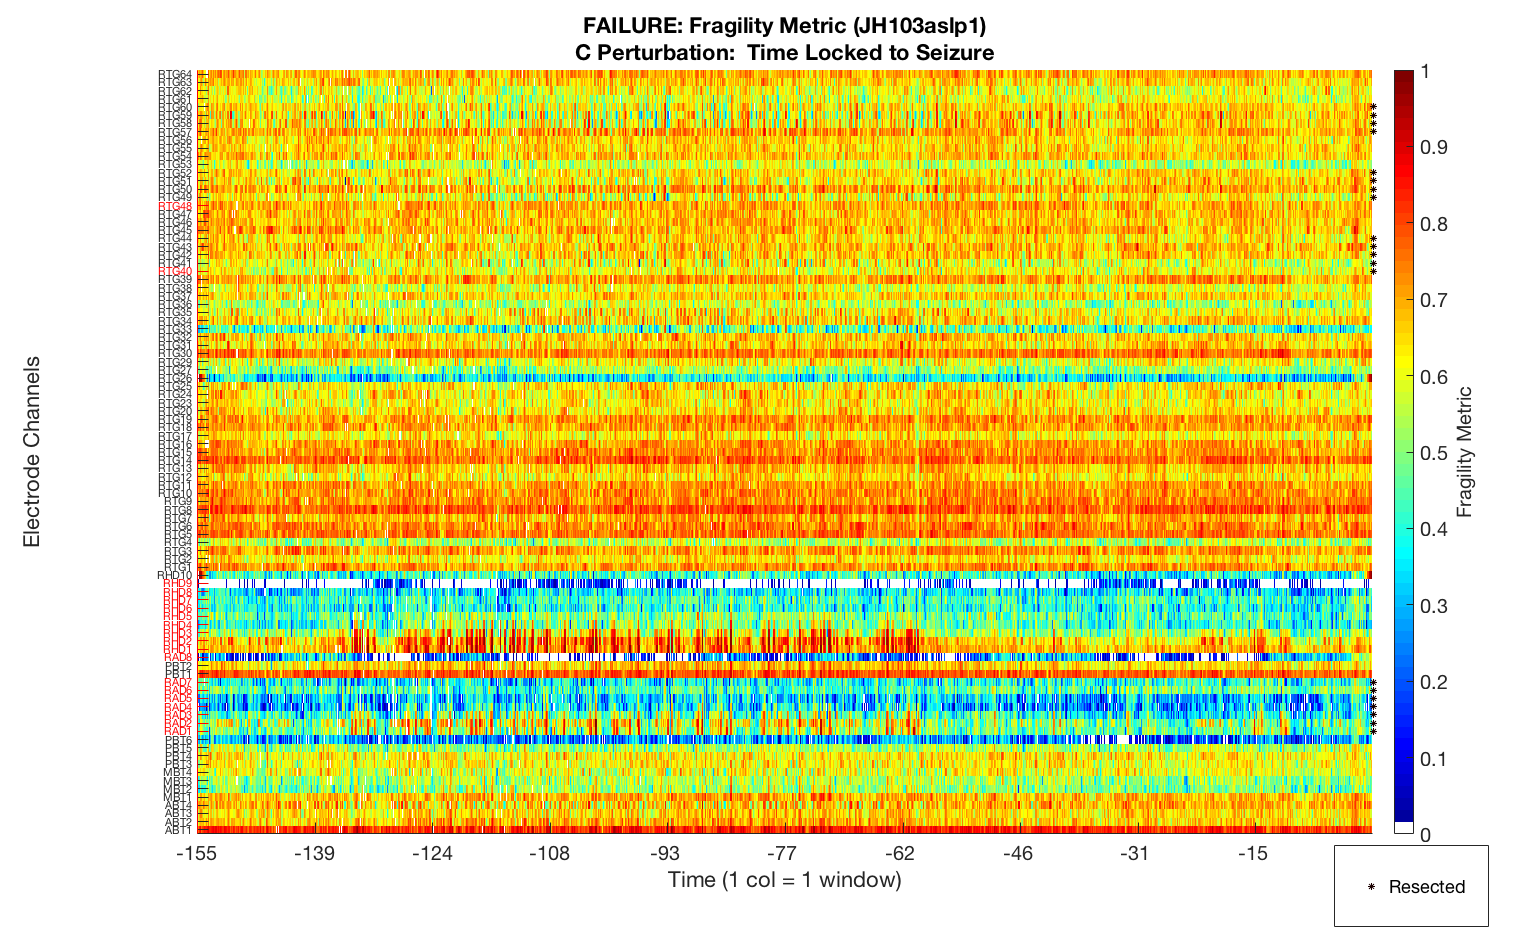 FAILURE: Fragility Metric (JH103aslp1)
C Perturbation: Time Locked to Seizure
Electrode Channels
RTG64
RTG63
RTG62
RTG61
RTG60
RTG59
RTG58
RTG57
RTG56
RTG55
RTG54
RTG53
RTG52
RTG51
RTG50
RTG49
RTG48
RTG47
RTG46
RTG45
RTG44
RTG43
RTG42
RTG41
RTG40
RTG39
RTG38
RTG37
RTG36
RTG35
RTG34
RTG33
RTG32
RTG31
RTG30
RTG29
RTG27
RTG26
RTG25
RTG24
RTG23
RTG20
RTG19
RTG18
RTG17
RTG16
RTG15
RTG14
RTG13
RTG12
RTG11
RTG10
RTG9
RTG8
RTG7
RTG6
RTG5
RTG4
RTG3
RTG2
RTG1
RHD10
RHD9
RHD8
RHD7
RHD6
RHD5
RHD4
RHD3
RHD2
RHD1
RAD8
PBT2
PBT1
RAD7
RAD6
RAD5
RAD4
RAD3
RAD2
RAD1
PBT6
PBT5
PBT4
PBT3
MBT4
MBT3
MBT2
MBT1
ABT4
ABT3
ABT2
ABT1
-155 -139 -124 -108 -93 -77 -62 -46 -31 -15
Time (1 col = 1 window)
1
0.9
0.8
0.7
0.6
0.5
0.4
0.3
0.2
0.1
0
Fragility Metric
Resected